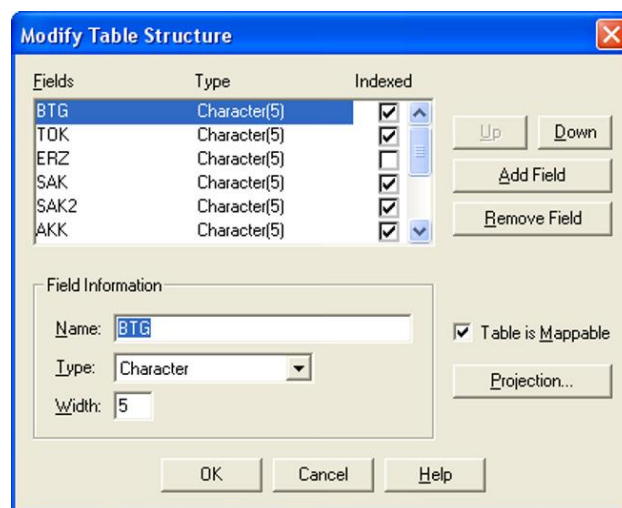 Modify Table Structure
Fields Type Indexed
BTG Character(5)
TOK Character(5)
ERZ Character(5)
SAK Character(5)
SAK2 Character(5)
AKK Character(5)
Up Down
Add Field
Remove Field
Field Information
Name: BTG
Type: Character
Width: 5
Table is Mappable
Projection...
OK Cancel Help